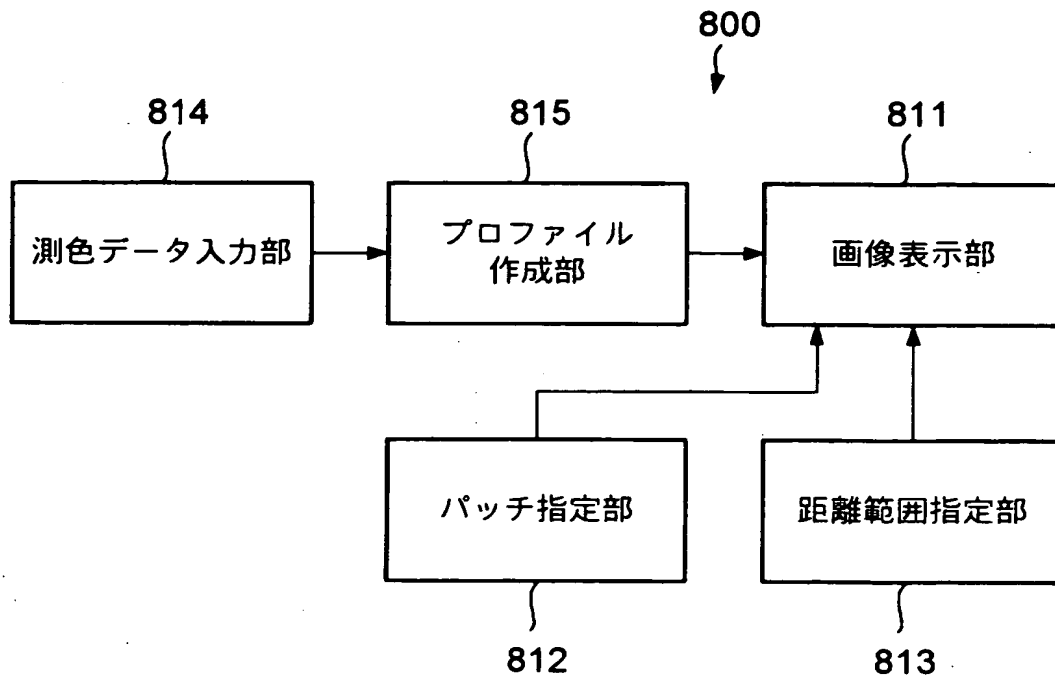 800
814
815
811
測色データ入力部
プロファイル
作成部
画像表示部
パッチ指定部
距離範囲指定部
812
813